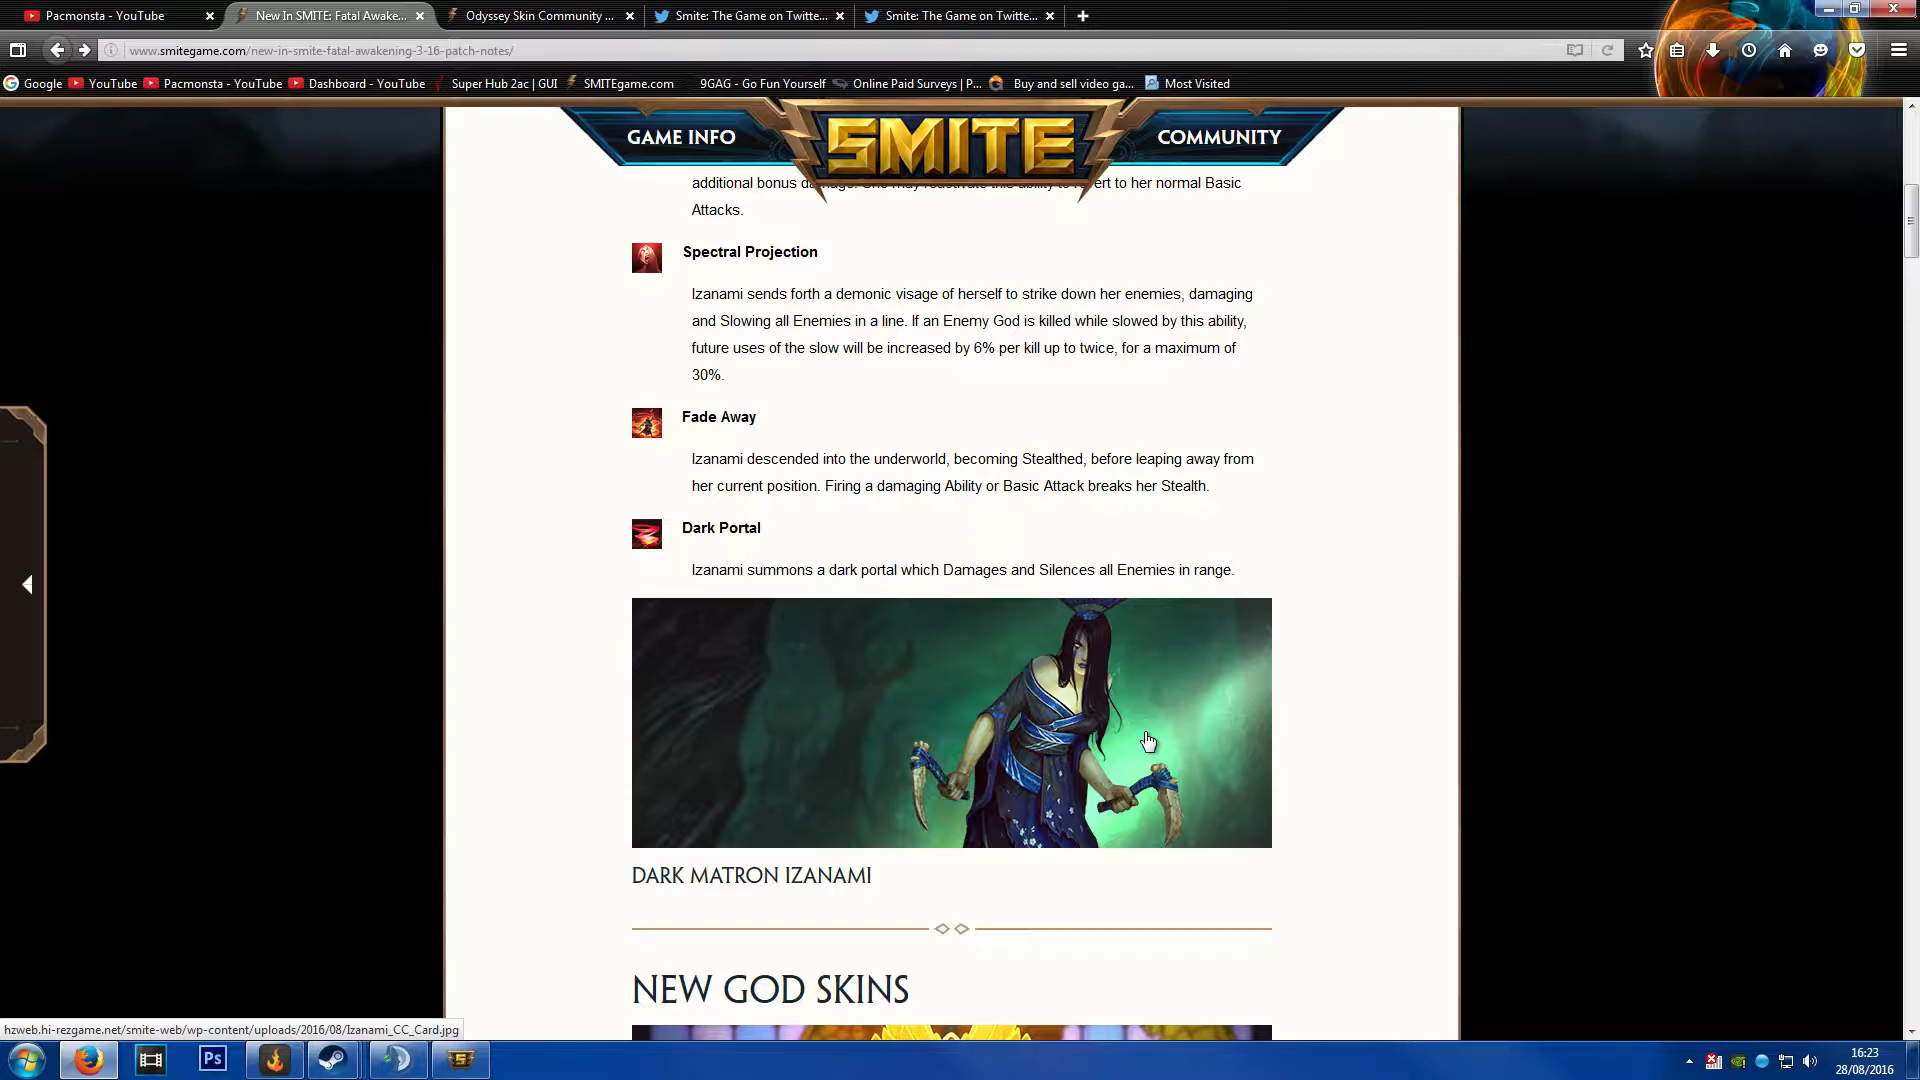 Pacmonsta - YouTube
New In SMITE: Fatal Awake...
Odyssey Skin Community ...
Smite: The Game on Twitte...
Smite: The Game on Twitte...
www.smitegame.com/new-in-smite-fatal-awakening-3-16-patch-notes/
Google
YouTube
Pacmonsta - YouTube
Dashboard - YouTube
Super Hub 2ac | GUI
SMITEgame.com
9GAG - Go Fun Yourself
Online Paid Surveys | P...
Buy and sell video ga...
Most Visited
GAME INFO
SMITE
COMMUNITY
additional bonus damage. She may reactivate this ability to revert to her normal Basic
Attacks.
Spectral Projection
Izanami sends forth a demonic visage of herself to strike down her enemies, damaging
and Slowing all Enemies in a line. If an Enemy God is killed while slowed by this ability,
future uses of the slow will be increased by 6% per kill up to twice, for a maximum of
30%.
Fade Away
Izanami descended into the underworld, becoming Stealthed, before leaping away from
her current position. Firing a damaging Ability or Basic Attack breaks her Stealth.
Dark Portal
Izanami summons a dark portal which Damages and Silences all Enemies in range.
DARK MATRON IZANAMI
NEW GOD SKINS
hzweb.hi-rezgame.net/smite-web/wp-content/uploads/2016/08/Izanami_CC_Card.jpg
Ps
16:23
28/08/2016